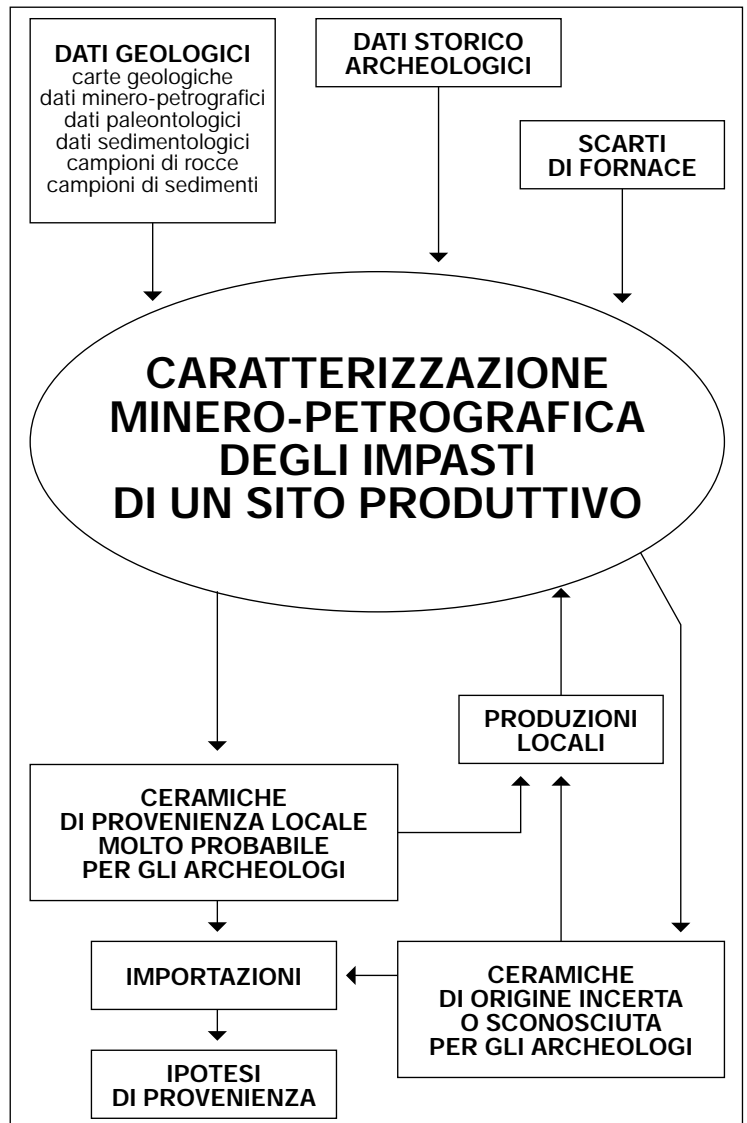 DATI GEOLOGICI
carte geologiche
dati minero-petrografici
dati paleontologici
dati sedimentologici
campioni di rocce
campioni di sedimenti
DATI STORICO
ARCHEOLOGICI
SCARTI
DI FORNACE
CARATTERIZZAZIONE
MINERO-PETROGRAFICA
DEGLI IMPASTI
DI UN SITO PRODUTTIVO
PRODUZIONI
LOCALI
CERAMICHE
DI PROVENIENZA LOCALE
MOLTO PROBABILE
PER GLI ARCHEOLOGI
IMPORTAZIONI
CERAMICHE
DI ORIGINE INCERTA
O SCONOSCIUTA
PER GLI ARCHEOLOGI
IPOTESI
DI PROVENIENZA